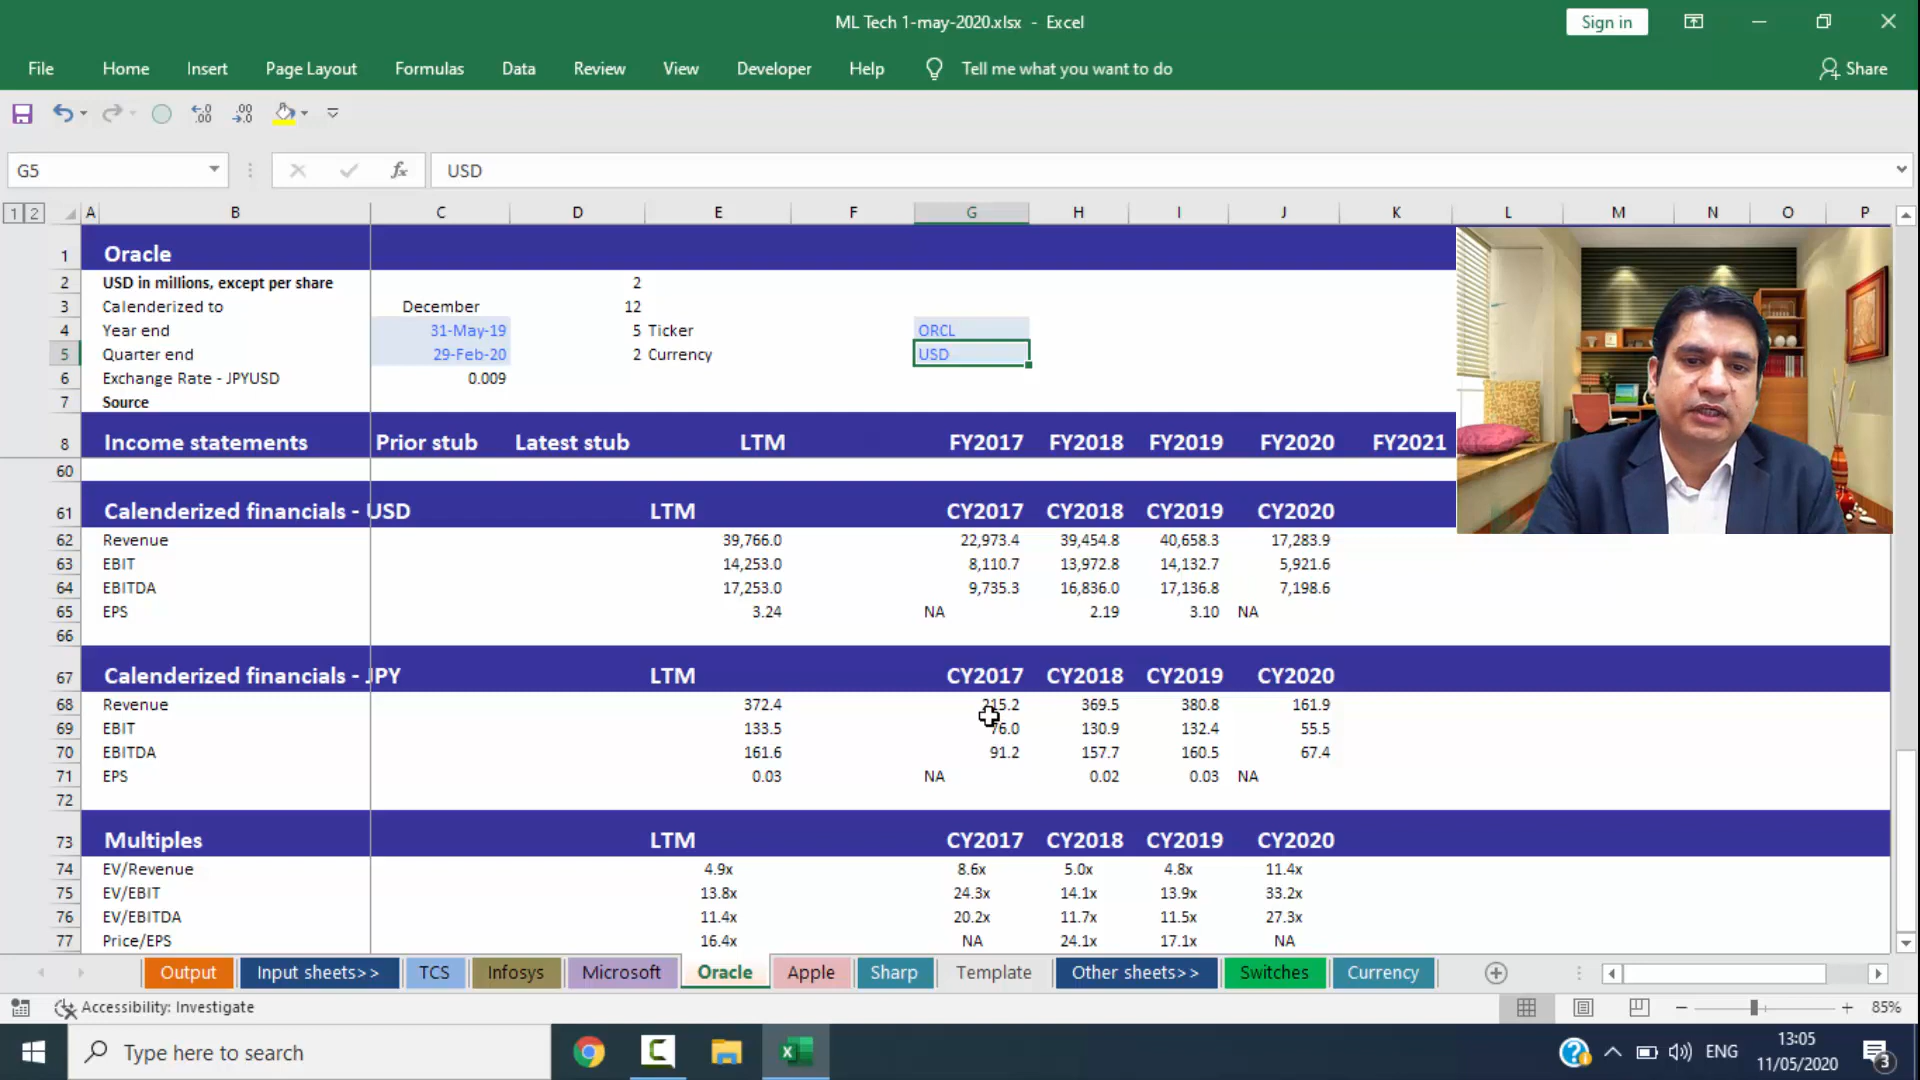 ML Tech 1-may-2020.xlsx - Excel
Sign in
File Home Insert Page Layout Formulas Data Review View Developer Help Tell me what you want to do Share
G5 fx USD
1 2 A B C D E F G H I J K L M N O P
1 Oracle
2 USD in millions, except per share 2
3 Calenderized to December 12
4 Year end 31-May-19 5 Ticker ORCL
5 Quarter end 29-Feb-20 2 Currency USD
6 Exchange Rate - JPYUSD 0.009
7 Source
8 Income statements Prior stub Latest stub LTM FY2017 FY2018 FY2019 FY2020 FY2021
60
61 Calenderized financials - USD LTM CY2017 CY2018 CY2019 CY2020
62 Revenue 39,766.0 22,973.4 39,454.8 40,658.3 17,283.9
63 EBIT 14,253.0 8,110.7 13,972.8 14,132.7 5,921.6
64 EBITDA 17,253.0 9,735.3 16,836.0 17,136.8 7,198.6
65 EPS 3.24 NA 2.19 3.10 NA
66
67 Calenderized financials - JPY LTM CY2017 CY2018 CY2019 CY2020
68 Revenue 372.4 215.2 369.5 380.8 161.9
69 EBIT 133.5 76.0 130.9 132.4 55.5
70 EBITDA 161.6 91.2 157.7 160.5 67.4
71 EPS 0.03 NA 0.02 0.03 NA
72
73 Multiples LTM CY2017 CY2018 CY2019 CY2020
74 EV/Revenue 4.9x 8.6x 5.0x 4.8x 11.4x
75 EV/EBIT 13.8x 24.3x 14.1x 13.9x 33.2x
76 EV/EBITDA 11.4x 20.2x 11.7x 11.5x 27.3x
77 Price/EPS 16.4x NA 24.1x 17.1x NA
Output Input sheets>> TCS Infosys Microsoft Oracle Apple Sharp Template Other sheets>> Switches Currency
Accessibility: Investigate 85%
Type here to search ENG 13:05
11/05/2020 3